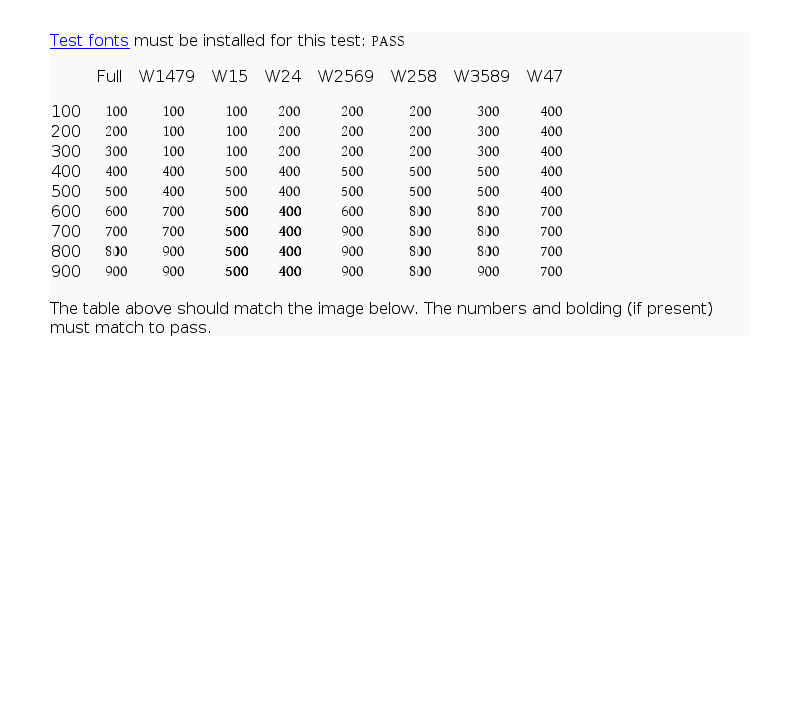 Test fonts must be installed for this test: PASS
Full W1479 W15 W24 W2569 W258 W3589 W47
100 100 100 100 200 200 200 300 400
200 200 100 100 200 200 200 300 400
300 300 100 100 200 200 200 300 400
400 400 400 500 400 500 500 500 400
500 500 400 500 400 500 500 500 400
600 600 700 500 400 600 800 800 700
700 700 700 500 400 900 800 800 700
800 800 900 500 400 900 800 800 700
900 900 900 500 400 900 800 900 700
The table above should match the image below. The numbers and bolding (if present)
must match to pass.